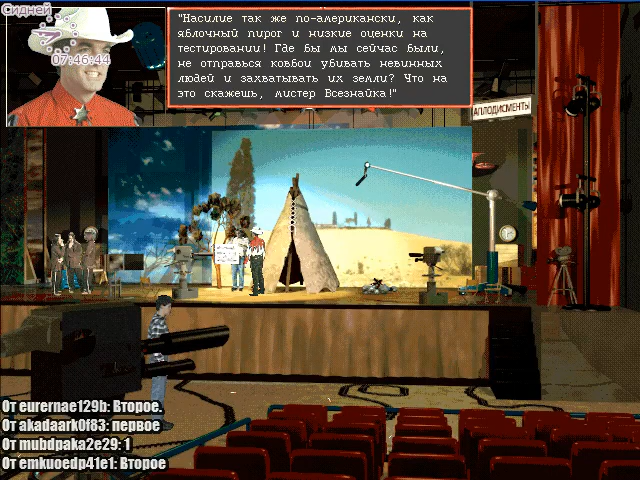 Сидней
07:46:44
"Насилие так же по-американски, как
яблочный пирог и низкие оценки на
тестировании! Где бы мы сейчас были,
не отправься ковбои убивать невинных
людей и захватывать их земли? Что на
это скажешь, мистер Всезнайка!"
АПЛОДИСМЕНТЫ
От eurernae129b: Второе.
От akadaark0f83: первое
От mubdpaka2e29: 1
От emkuoedp41e1: Второе